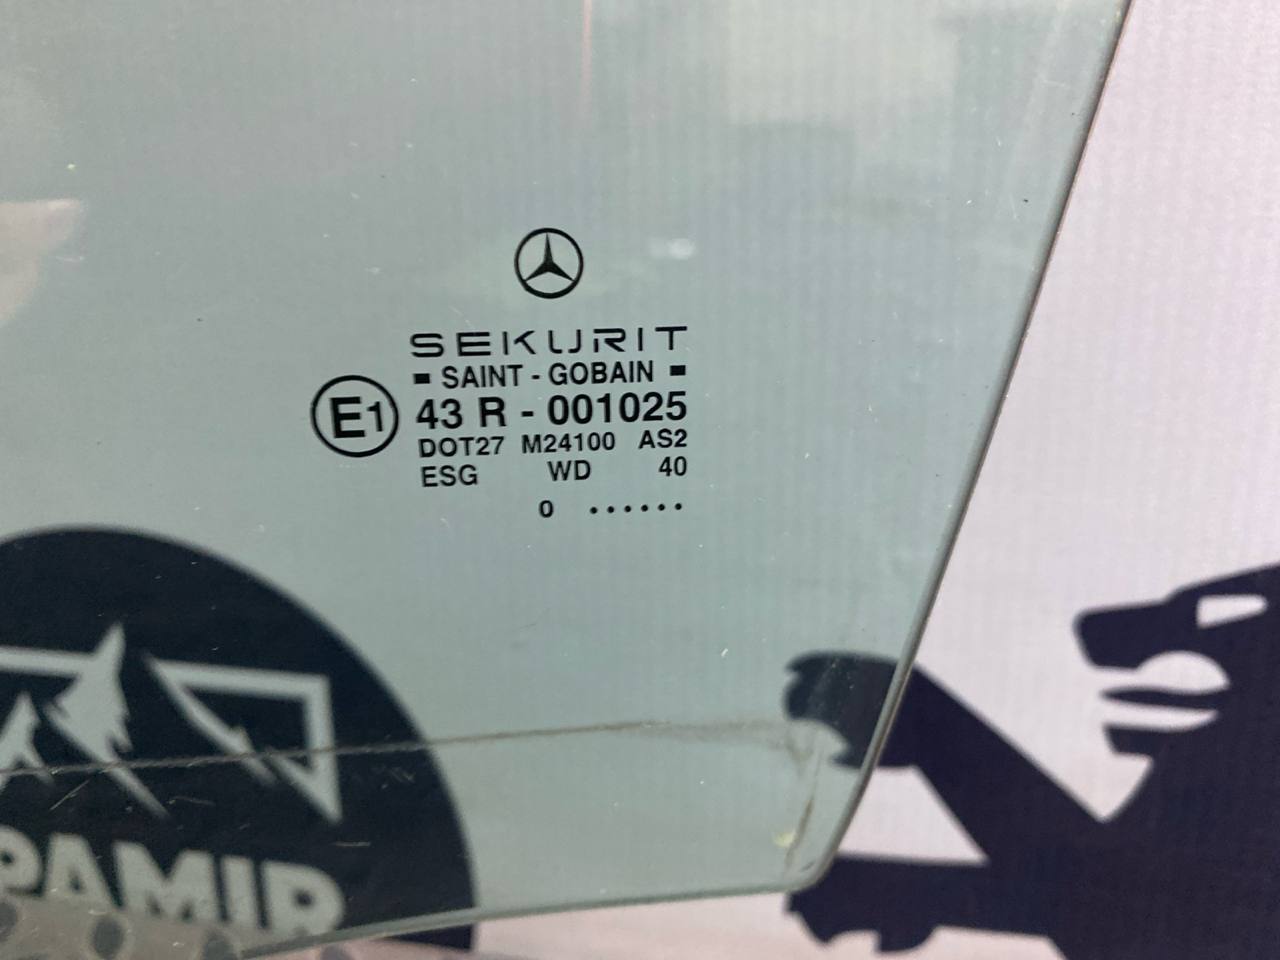 SEKURIT
SAINT - GOBAIN
E1
43 R - 001025
DOT27 M24100 AS2
ESG WD 40
0 ......
PAMIR